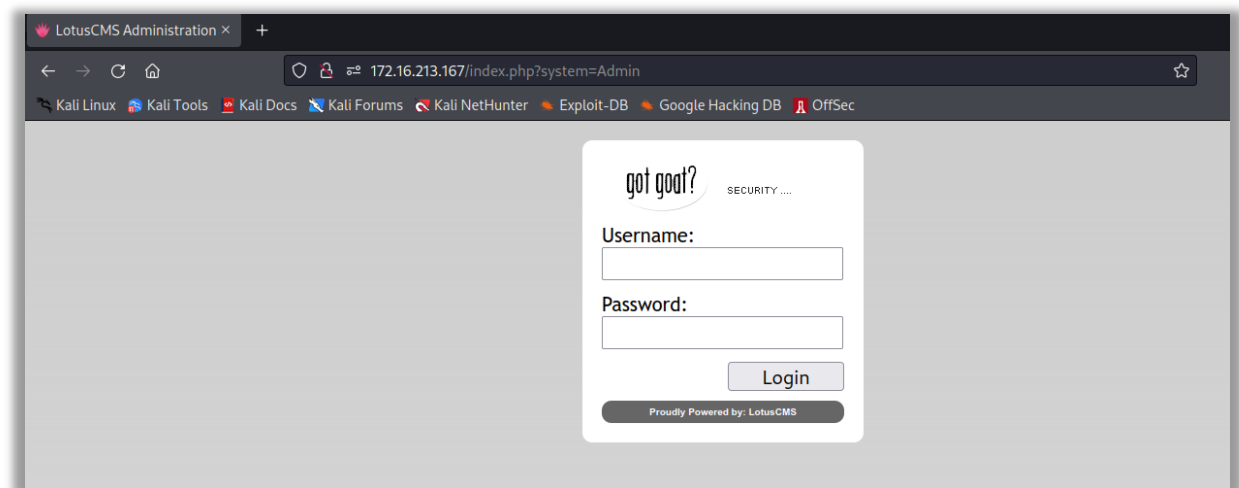 LotusCMS Administration
172.16.213.167/index.php?system=Admin
Kali Linux Kali Tools Kali Docs Kali Forums Kali NetHunter Exploit-DB Google Hacking DB OffSec
got goat? SECURITY ....
Username:
Password:
Login
Proudly Powered by: LotusCMS